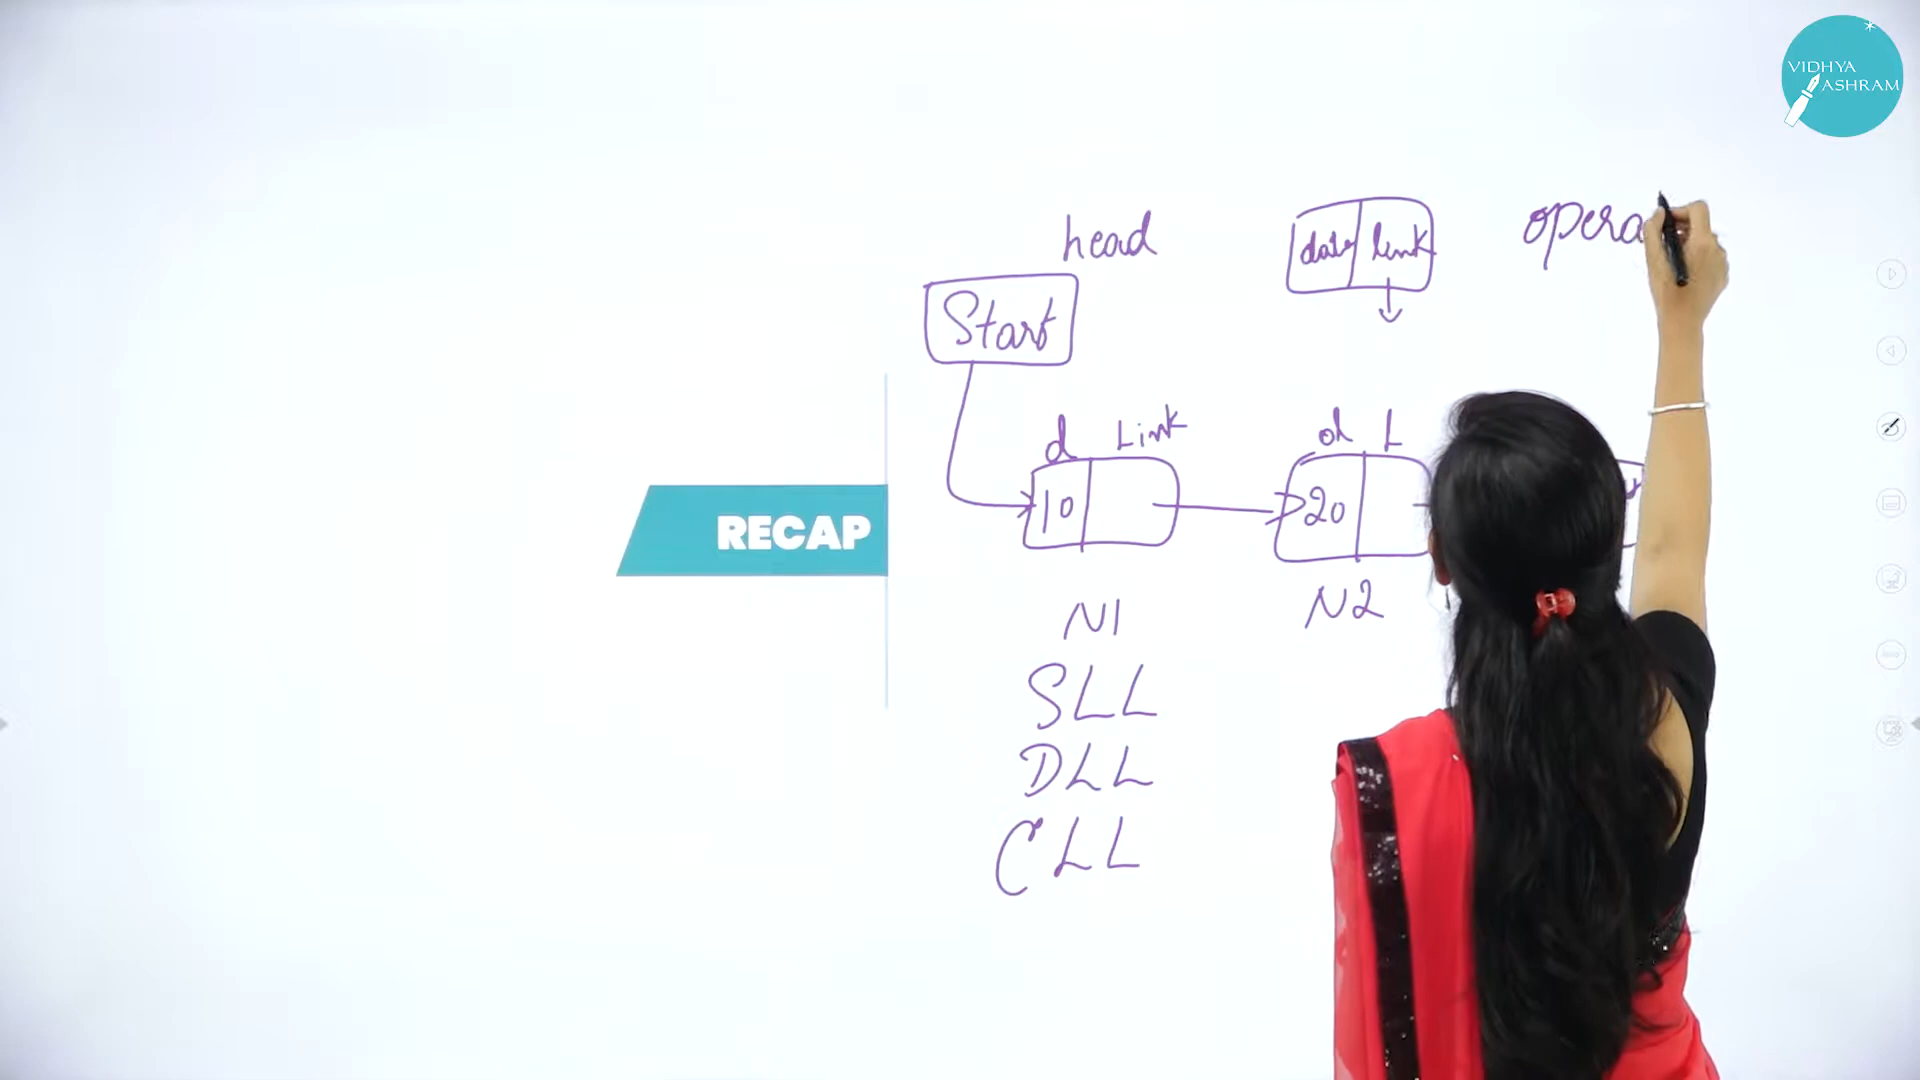 VIDHYA
ASHRAM
head
data link
opera
Start
d Link
d L
10
20
RECAP
N1
N2
SLL
DLL
CLL